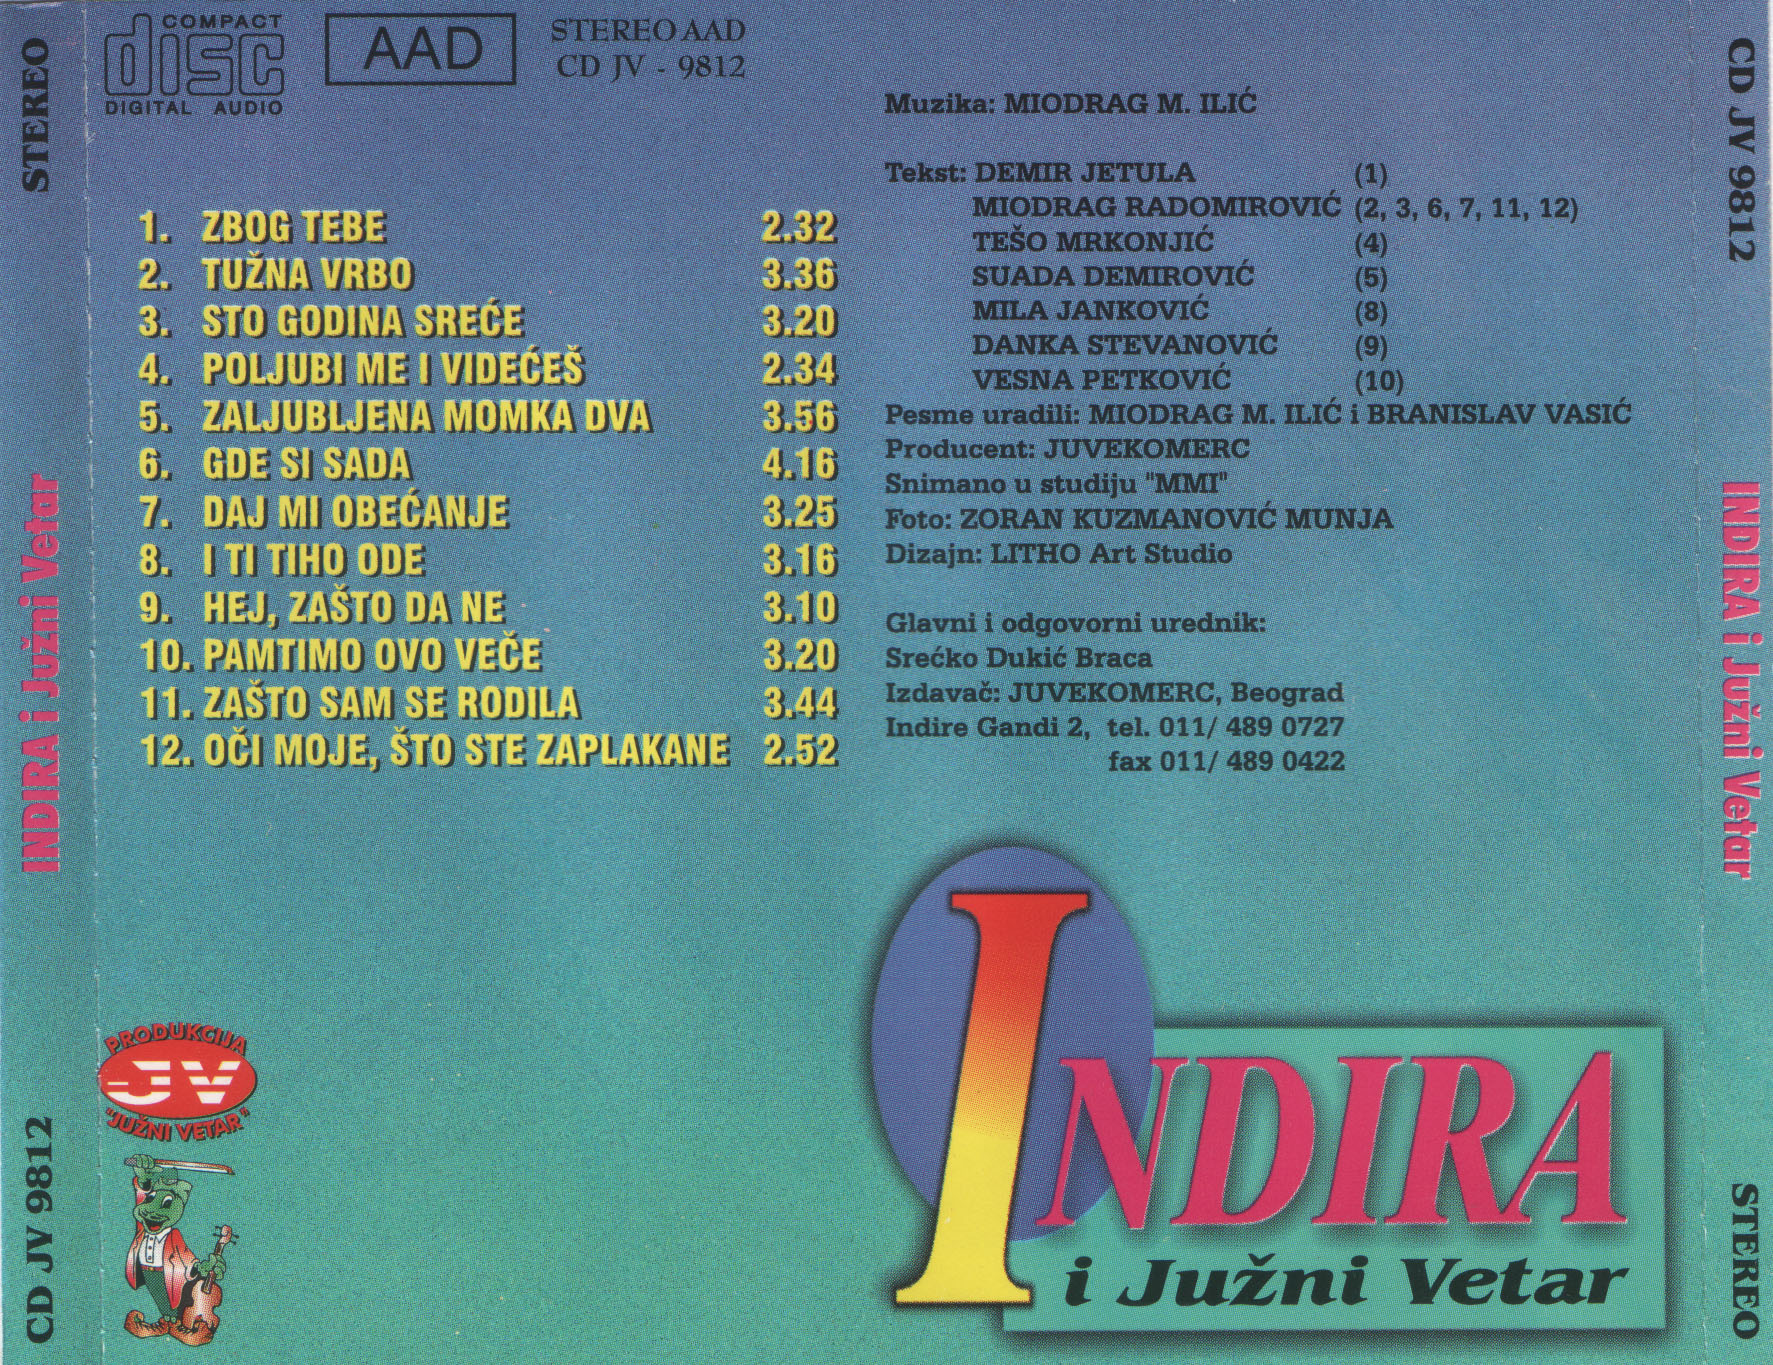 STEREO
INDIRA i Južni Vetar
CD JV 9812
COMPACT
disc
DIGITAL AUDIO
AAD
STEREO AAD
CD JV - 9812
1. ZBOG TEBE 2.32
2. TUŽNA VRBO 3.36
3. STO GODINA SREĆE 3.20
4. POLJUBI ME I VIDEĆEŠ 2.34
5. ZALJUBLJENA MOMKA DVA 3.56
6. GDE SI SADA 4.16
7. DAJ MI OBEĆANJE 3.25
8. I TI TIHO ODE 3.16
9. HEJ, ZAŠTO DA NE 3.10
10. PAMTIMO OVO VEČE 3.20
11. ZAŠTO SAM SE RODILA 3.44
12. OČI MOJE, ŠTO STE ZAPLAKANE 2.52
Muzika: MIODRAG M. ILIĆ
Tekst: DEMIR JETULA (1)
MIODRAG RADOMIROVIĆ (2, 3, 6, 7, 11, 12)
TEŠO MRKONJIĆ (4)
SUADA DEMIROVIĆ (5)
MILA JANKOVIĆ (8)
DANKA STEVANOVIĆ (9)
VESNA PETKOVIĆ (10)
Pesme uradili: MIODRAG M. ILIĆ i BRANISLAV VASIĆ
Producent: JUVEKOMERC
Snimano u studiju "MMI"
Foto: ZORAN KUZMANOVIĆ MUNJA
Dizajn: LITHO Art Studio
Glavni i odgovorni urednik:
Srećko Dukić Braca
Izdavač: JUVEKOMERC, Beograd
Indire Gandi 2, tel. 011/ 489 0727
fax 011/ 489 0422
PRODUKCIJA
JV
"JUŽNI VETAR"
INDIRA
i Južni Vetar
CD JV 9812
INDIRA i Južni Vetar
STEREO